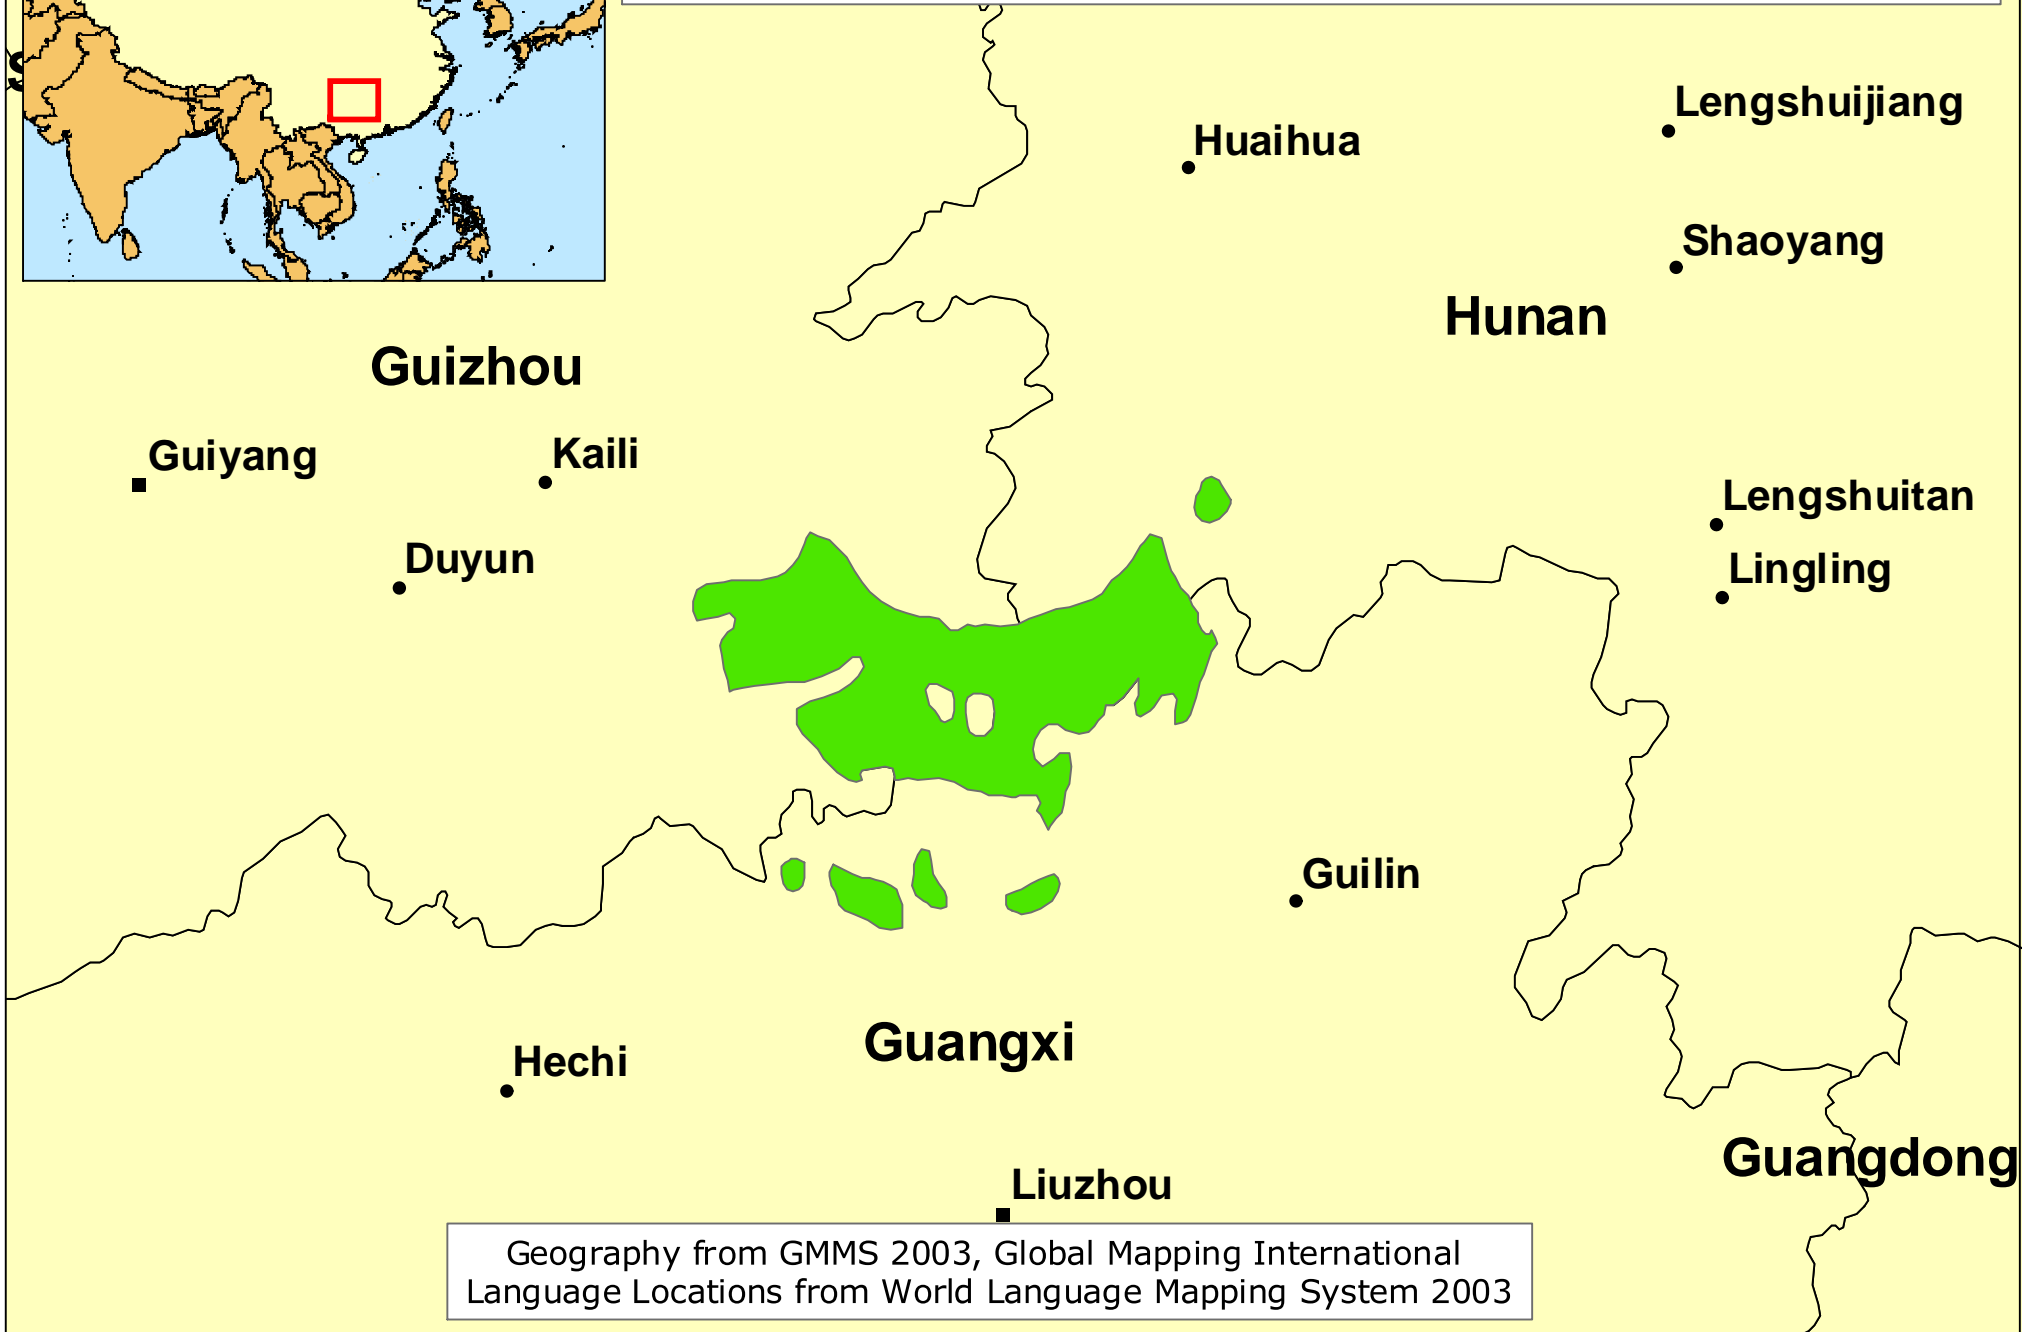 Lengshuijiang
Huaihua
Shaoyang
Hunan
Guizhou
Guiyang
Kaili
Lengshuitan
Duyun
Lingling
Guilin
Guangxi
Hechi
Guangdong
Liuzhou
Geography from GMMS 2003, Global Mapping International
Language Locations from World Language Mapping System 2003